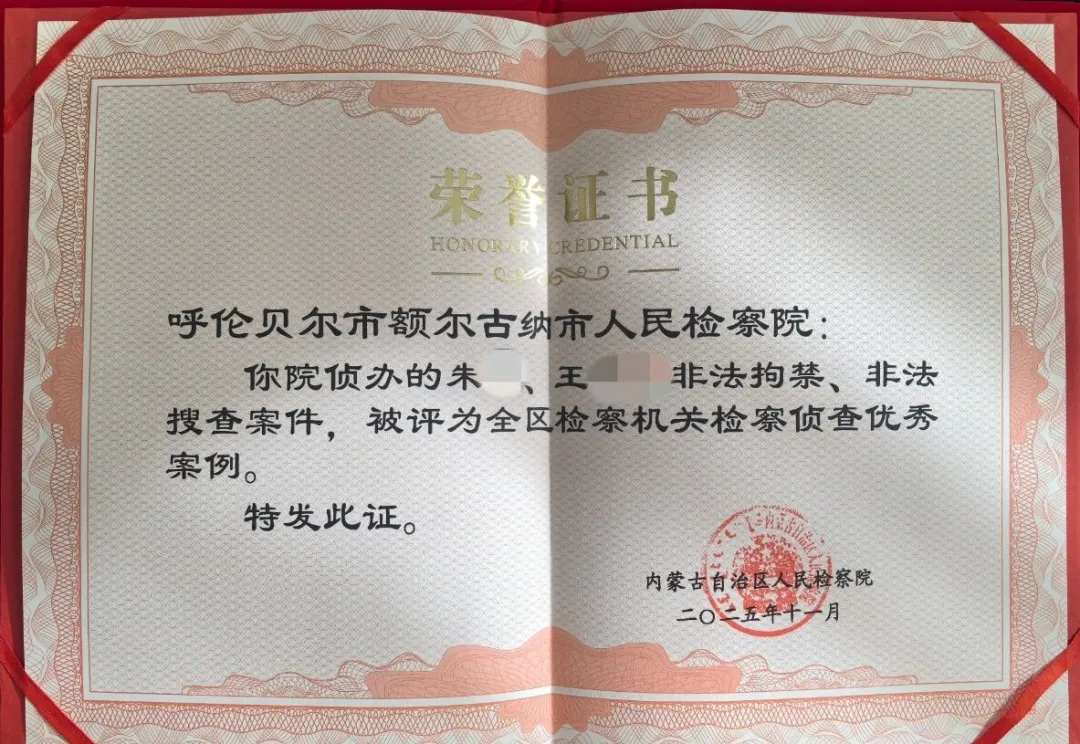 荣誉证书
HONORARY CREDENTIAL
呼伦贝尔市额尔古纳市人民检察院：
你院侦办的朱、王 非法拘禁、非法
搜查案件，被评为全区检察机关检察侦查优秀
案例。
特发此证。
内蒙古自治区人民检察院
二〇二五年十一月